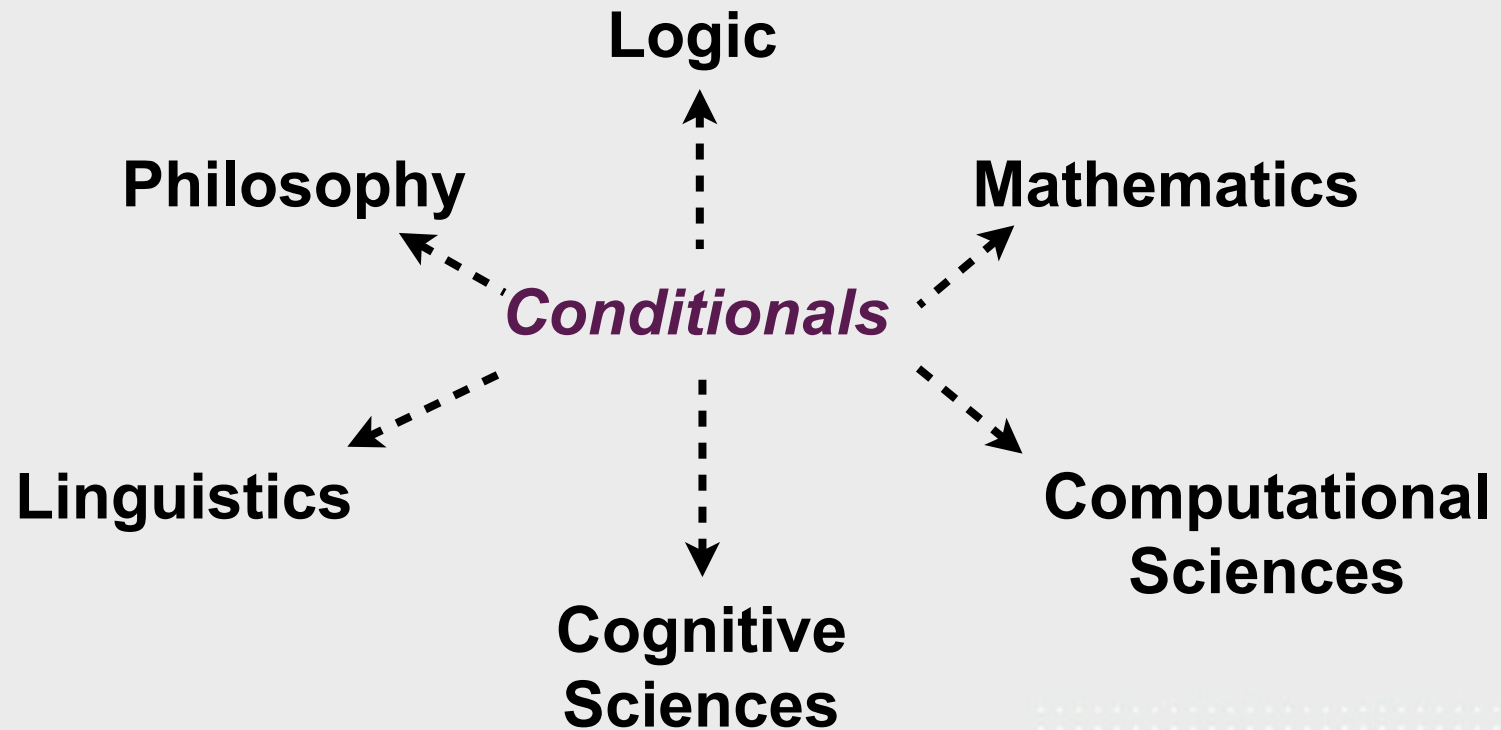 Logic
Philosophy
Mathematics
Conditionals
Linguistics
Computational
Sciences
Cognitive
Sciences